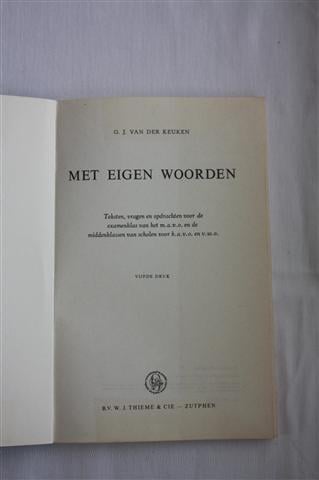 G. J. VAN DER KEUKEN
MET EIGEN WOORDEN
Teksten, vragen en opdrachten voor de
examenklas van het m.a.v.o. en de
middenklassen van scholen voor h.a.v.o. en v.w.o.
VIJFDE DRUK
B.V. W. J. THIEME & CIE — ZUTPHEN